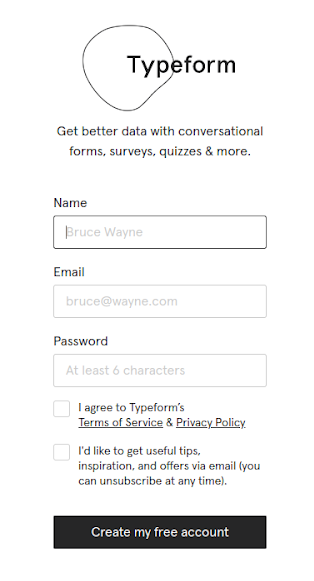 Typeform
Get better data with conversational
forms, surveys, quizzes & more.
Name
Bruce Wayne
Email
bruce@wayne.com
Password
At least 6 characters
I agree to Typeform’s
Terms of Service & Privacy Policy
I'd like to get useful tips,
inspiration, and offers via email (you
can unsubscribe at any time).
Create my free account